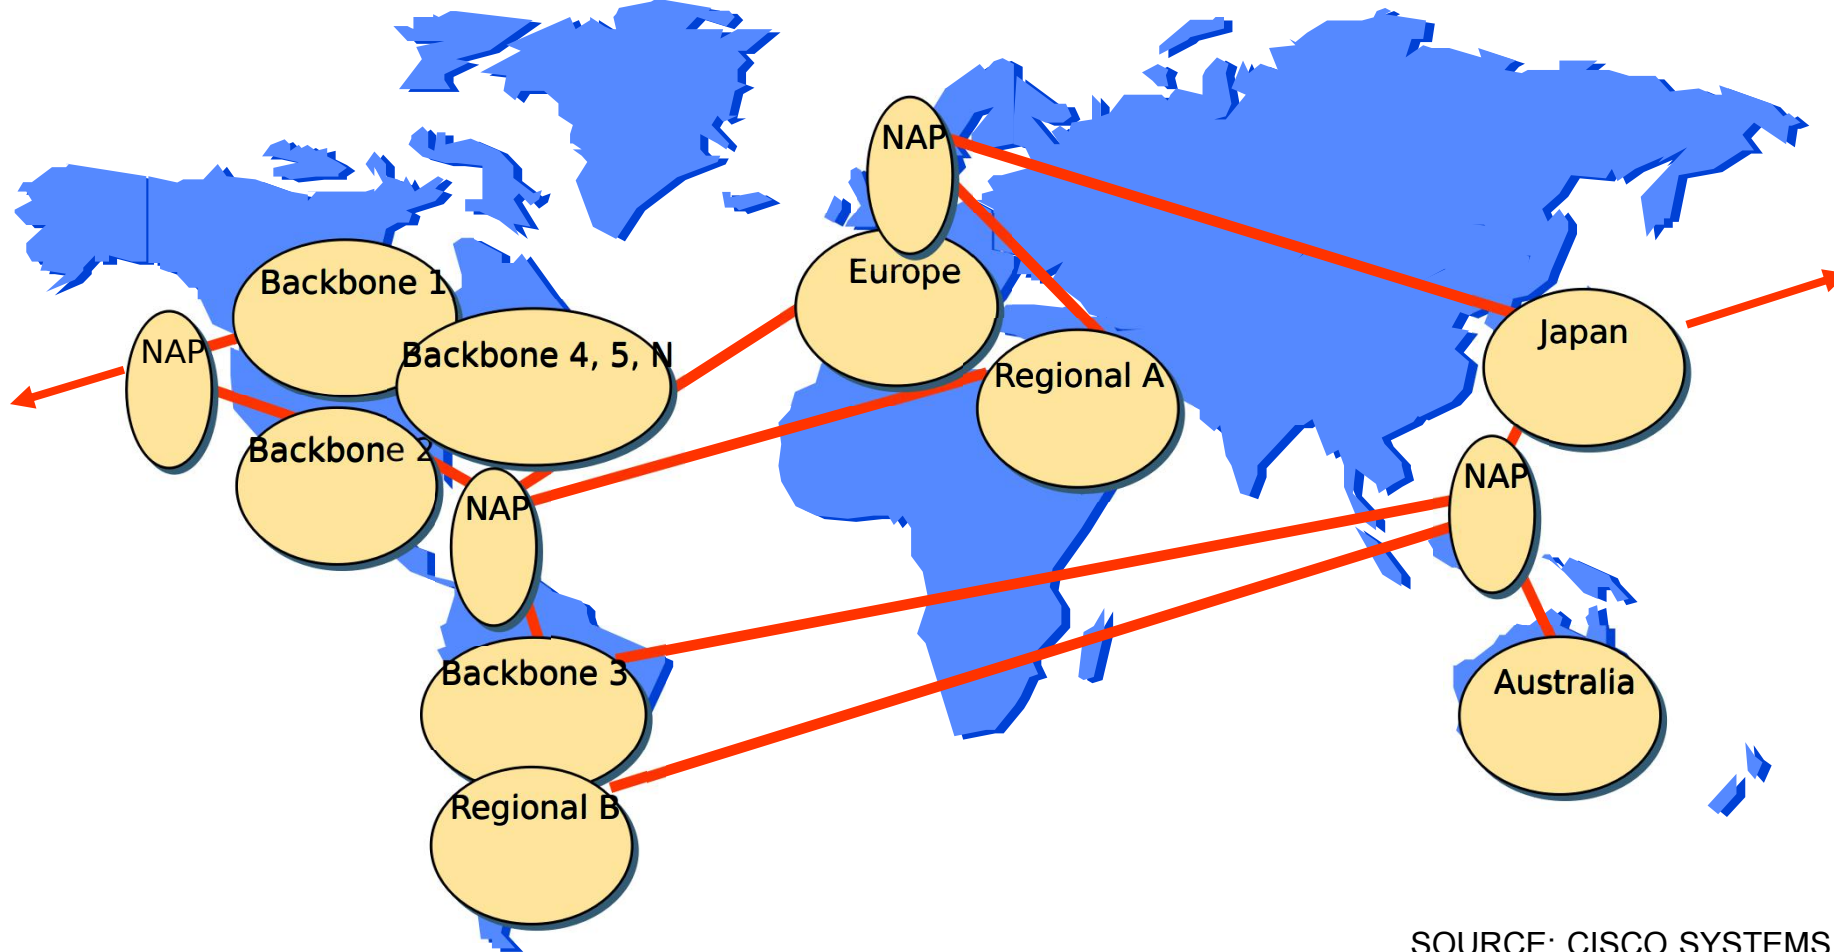 NAP
Europe
Backbone 1
NAP
Backbone 4, 5, N
Japan
Regional A
Backbone 2
NAP
NAP
Backbone 3
Australia
Regional B
SOURCE: CISCO SYSTEMS